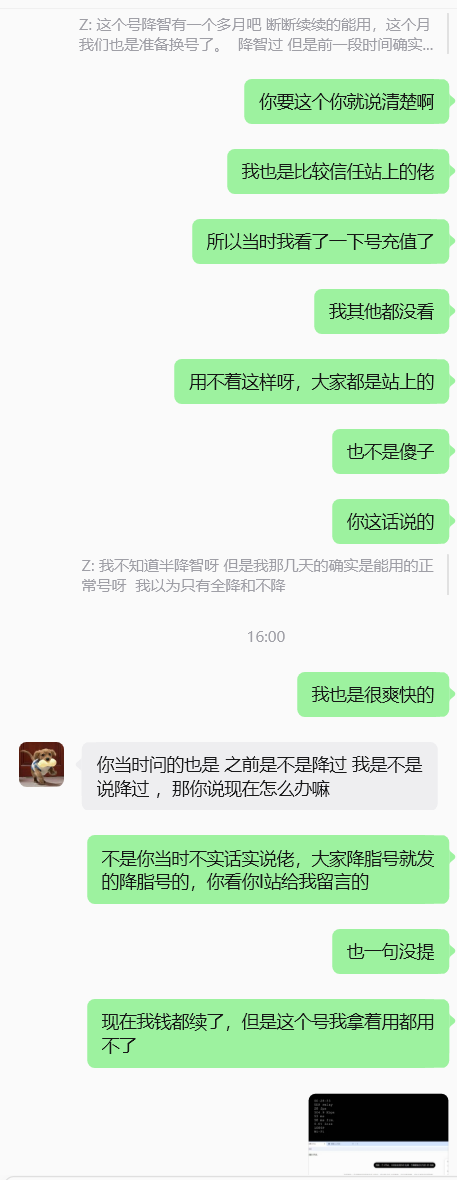 Z: 这个号降智有一个多月吧 断断续续的能用，这个月
我们也是准备换号了。 降智过 但是前一段时间确实...
你要这个你就说清楚啊
我也是比较信任站上的佬
所以当时我看了一下号充值了
我其他都没看
用不着这样呀，大家都是站上的
也不是傻子
你这话说的
Z: 我不知道半降智呀 但是我那几天的确实是能用的正
常号呀 我以为只有全降和不降
16:00
我也是很爽快的
你当时问的也是 之前是不是降过 我是不是
说降过 ，那你说现在怎么办嘛
不是你当时不实话实说佬，大家降脂号就发
的降脂号的，你看你l站给我留言的
也一句没提
现在我钱都续了，但是这个号我拿着用都用
不了